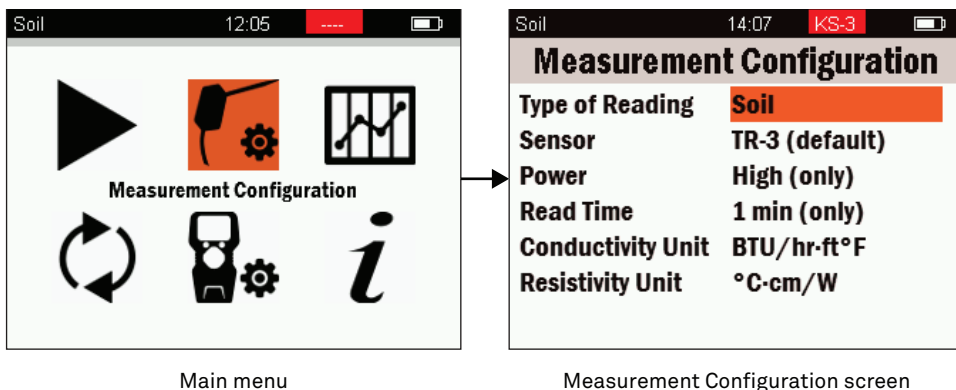 Soil 12:05 ----
Measurement Configuration
i
Main menu
Soil 14:07 KS-3
Measurement Configuration
Type of Reading Soil
Sensor TR-3 (default)
Power High (only)
Read Time 1 min (only)
Conductivity Unit BTU/hr·ft°F
Resistivity Unit °C·cm/W
Measurement Configuration screen